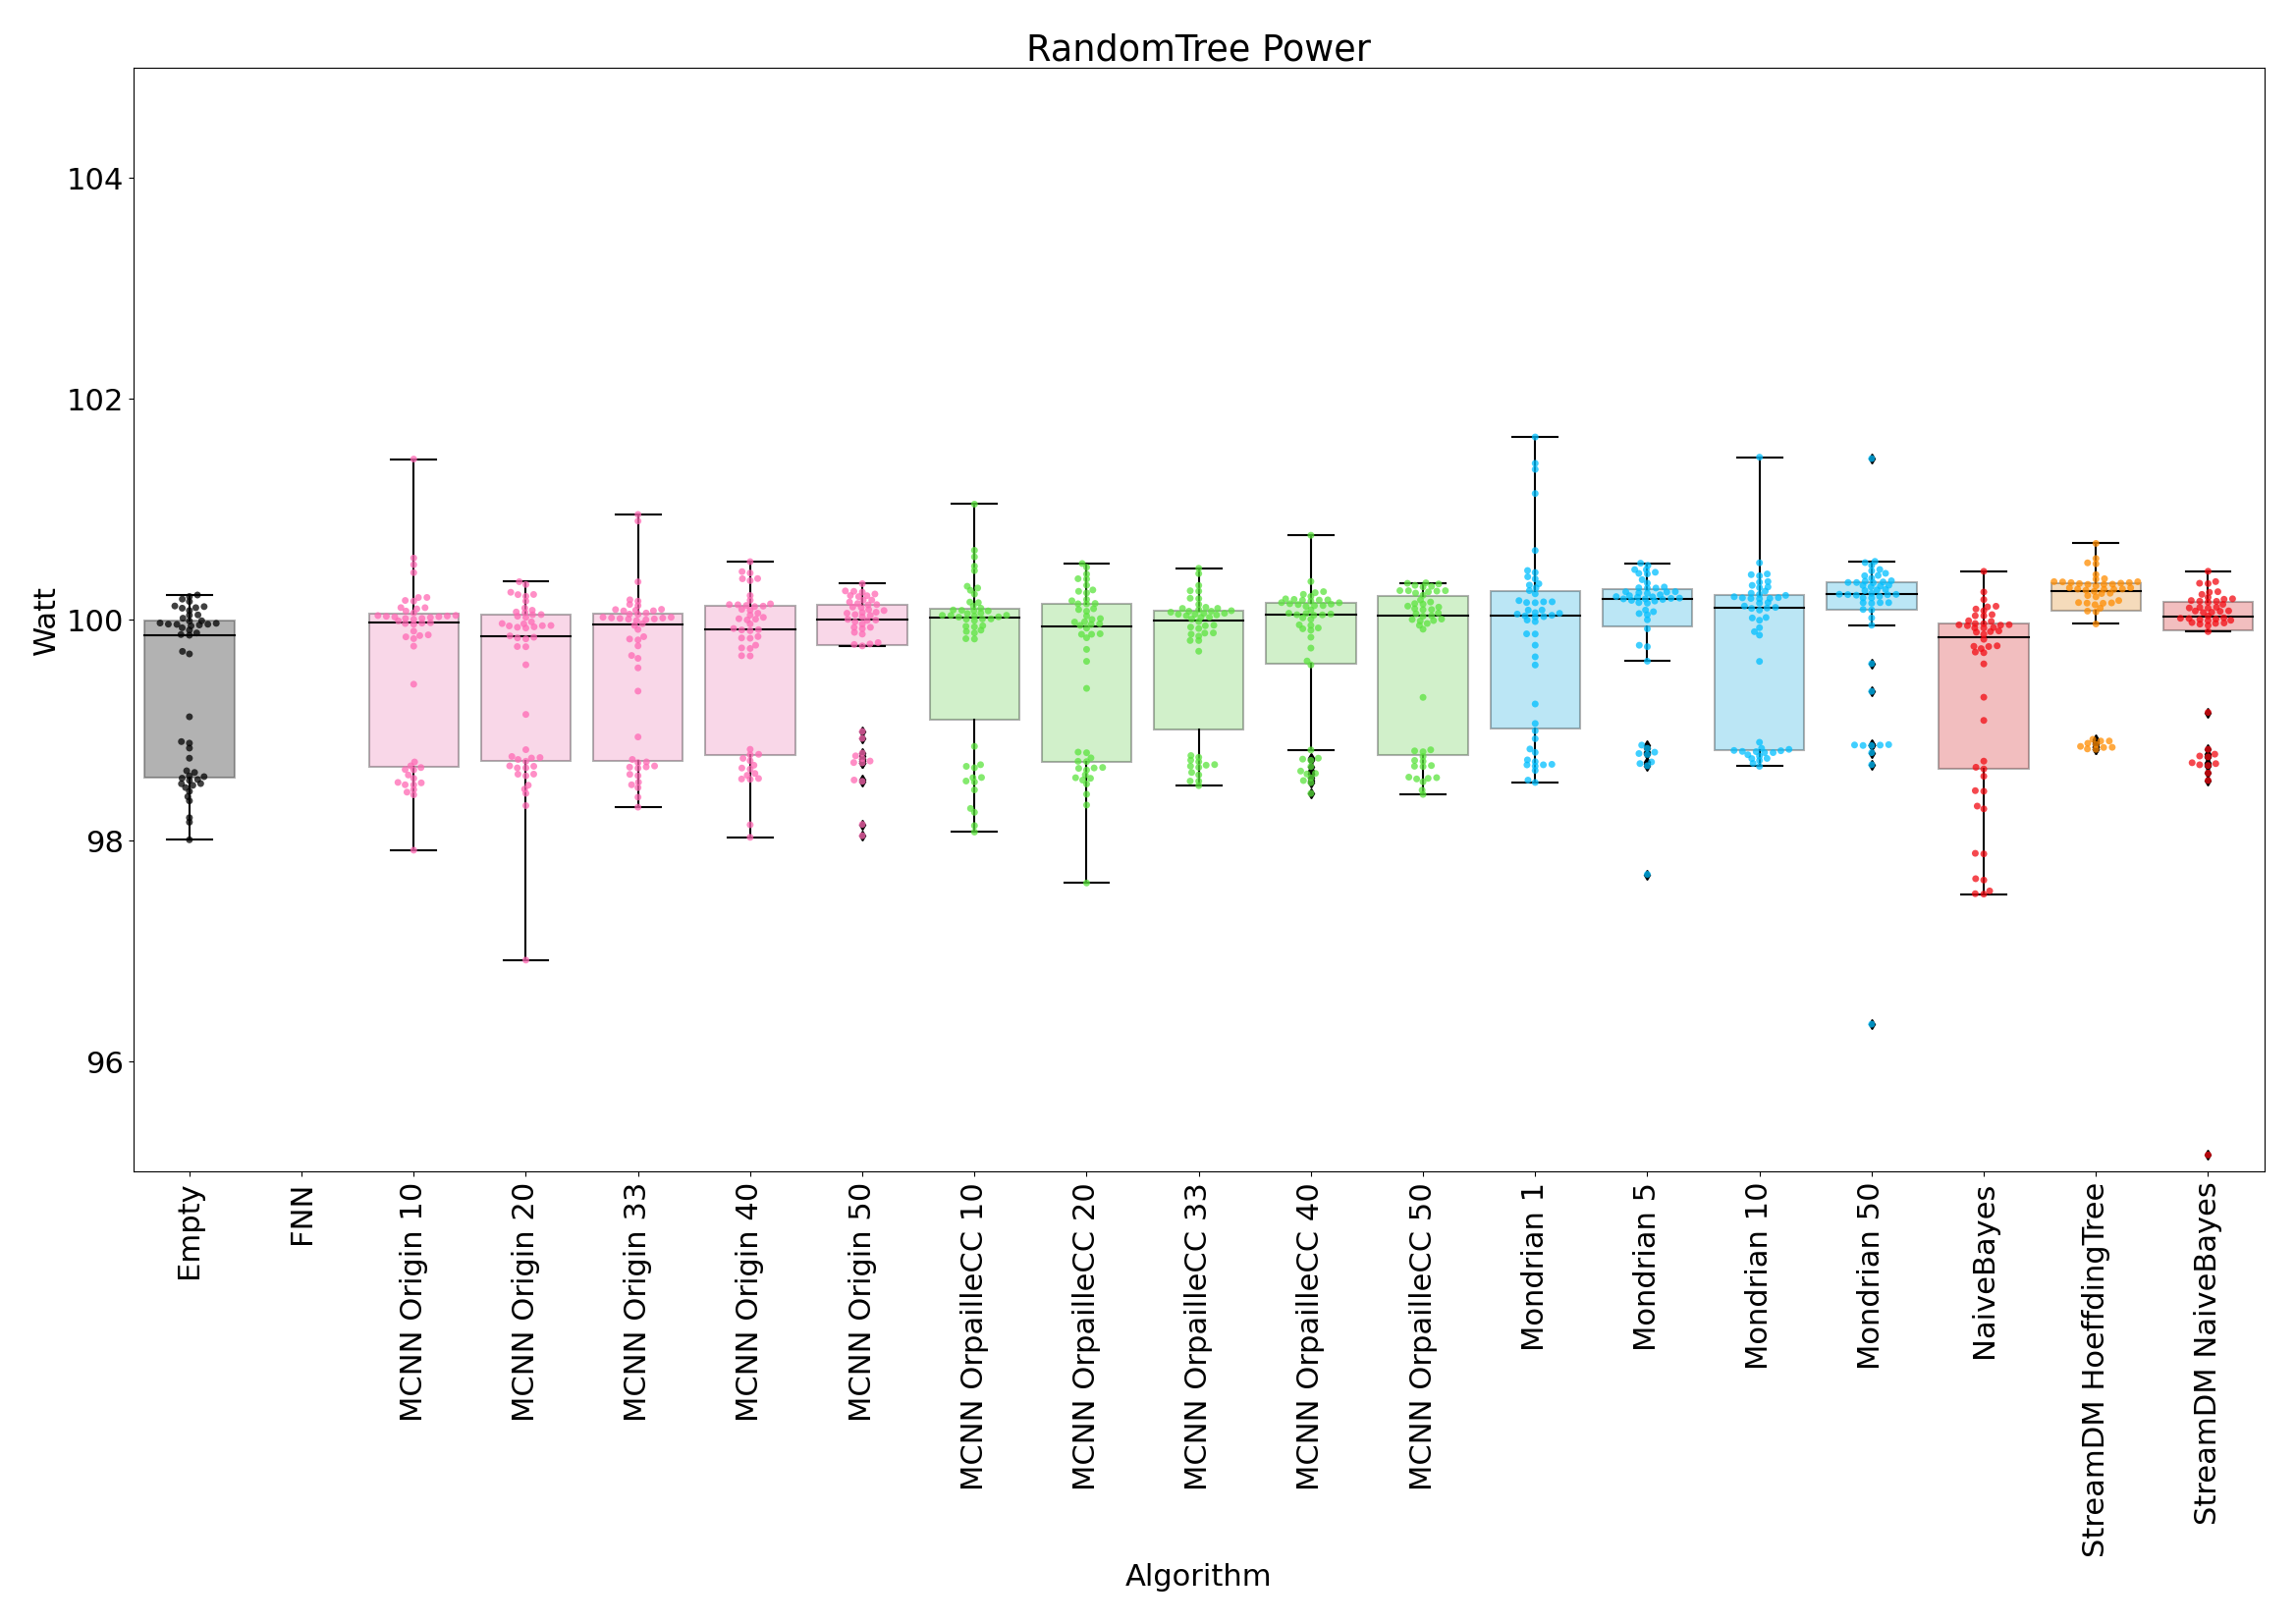 RandomTree Power
Watt
104
102
100
98
96
Empty
FNN
MCNN Origin 10
MCNN Origin 20
MCNN Origin 33
MCNN Origin 40
MCNN Origin 50
MCNN OrpailleCC 10
MCNN OrpailleCC 20
MCNN OrpailleCC 33
MCNN OrpailleCC 40
MCNN OrpailleCC 50
Mondrian 1
Mondrian 5
Mondrian 10
Mondrian 50
NaiveBayes
StreamDM HoeffdingTree
StreamDM NaiveBayes
Algorithm